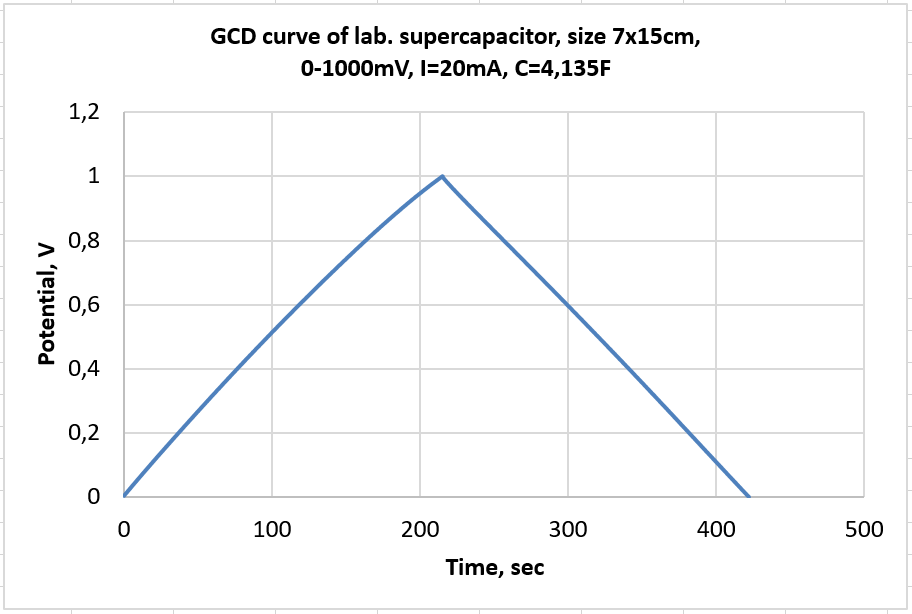 GCD curve of lab. supercapacitor, size 7x15cm,
0-1000mV, I=20mA, C=4,135F
1,2
1
0,8
0,6
0,4
0,2
0
Potential, V
0 100 200 300 400 500
Time, sec